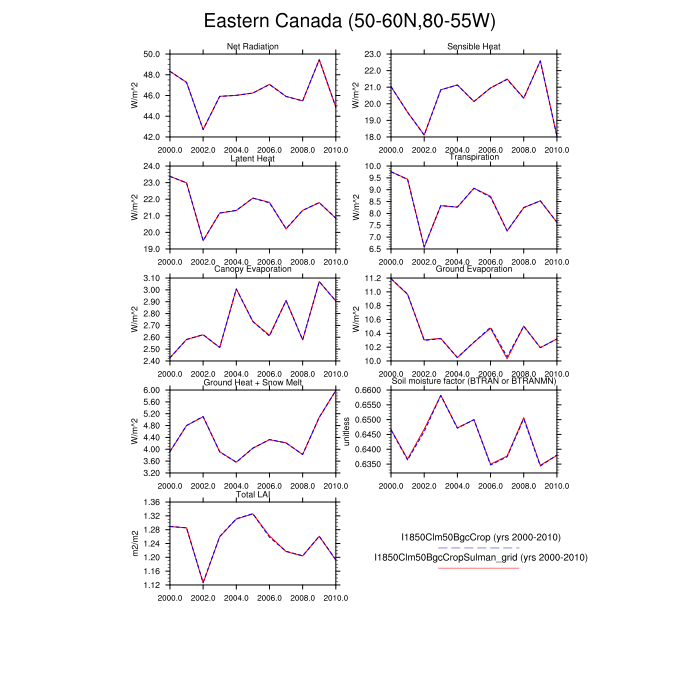 Eastern Canada (50-60N,80-55W)
Net Radiation
W/m^2
50.0
48.0
46.0
44.0
42.0
2000.0 2002.0 2004.0 2006.0 2008.0 2010.0
Sensible Heat
W/m^2
23.0
22.0
21.0
20.0
19.0
18.0
2000.0 2002.0 2004.0 2006.0 2008.0 2010.0
Latent Heat
W/m^2
24.0
23.0
22.0
21.0
20.0
19.0
2000.0 2002.0 2004.0 2006.0 2008.0 2010.0
Transpiration
W/m^2
10.0
9.5
9.0
8.5
8.0
7.5
7.0
6.5
2000.0 2002.0 2004.0 2006.0 2008.0 2010.0
Canopy Evaporation
W/m^2
3.10
3.00
2.90
2.80
2.70
2.60
2.50
2.40
2000.0 2002.0 2004.0 2006.0 2008.0 2010.0
Ground Evaporation
W/m^2
11.2
10.8
10.4
10.0
2000.0 2002.0 2004.0 2006.0 2008.0 2010.0
Ground Heat + Snow Melt
W/m^2
6.00
5.60
5.20
4.80
4.40
4.00
3.60
3.20
2000.0 2002.0 2004.0 2006.0 2008.0 2010.0
Soil moisture factor (BTRAN or BTRANMN)
unitless
0.6600
0.6550
0.6500
0.6450
0.6400
0.6350
2000.0 2002.0 2004.0 2006.0 2008.0 2010.0
Total LAI
m2/m2
1.36
1.32
1.28
1.24
1.20
1.16
1.12
2000.0 2002.0 2004.0 2006.0 2008.0 2010.0
I1850Clm50BgcCrop (yrs 2000-2010)
I1850Clm50BgcCropSulman_grid (yrs 2000-2010)